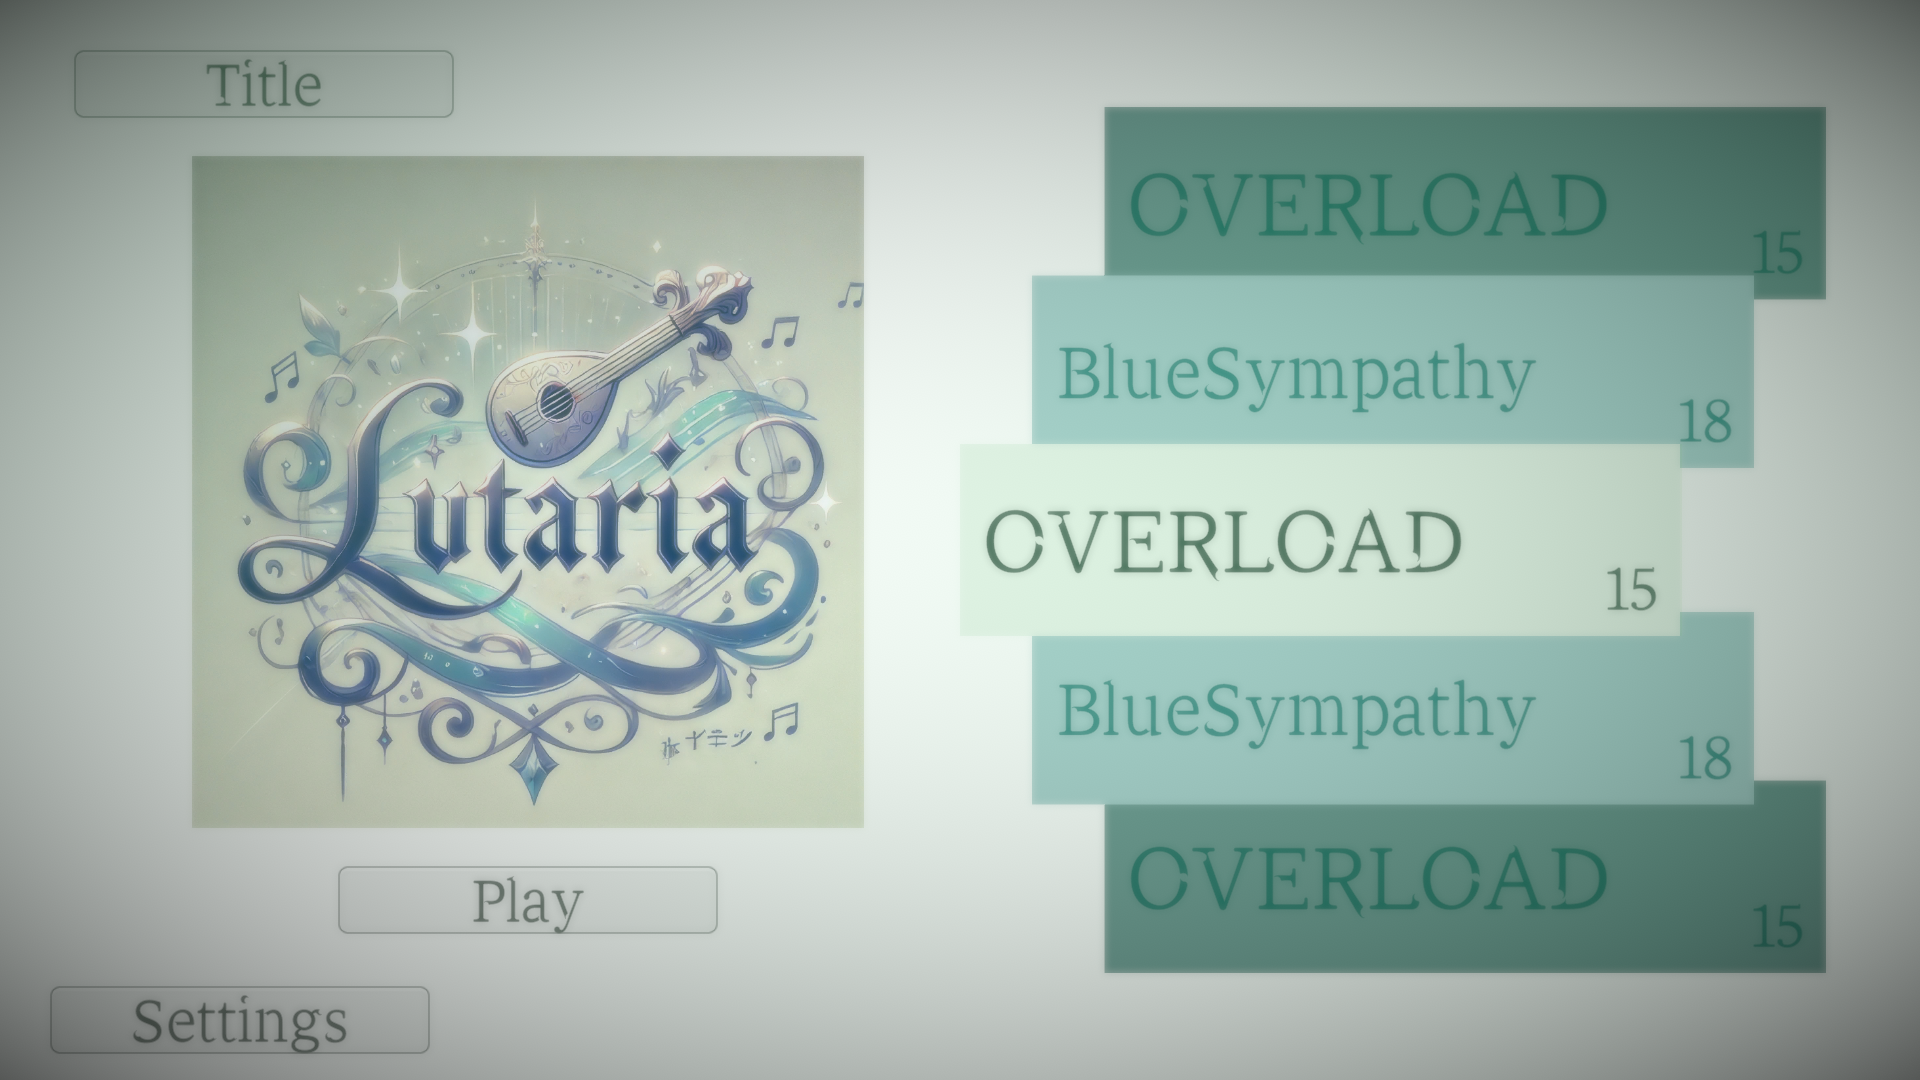 Title
Lutaria
Play
Settings
OVERLOAD
15
BlueSympathy
18
OVERLOAD
15
BlueSympathy
18
OVERLOAD
15